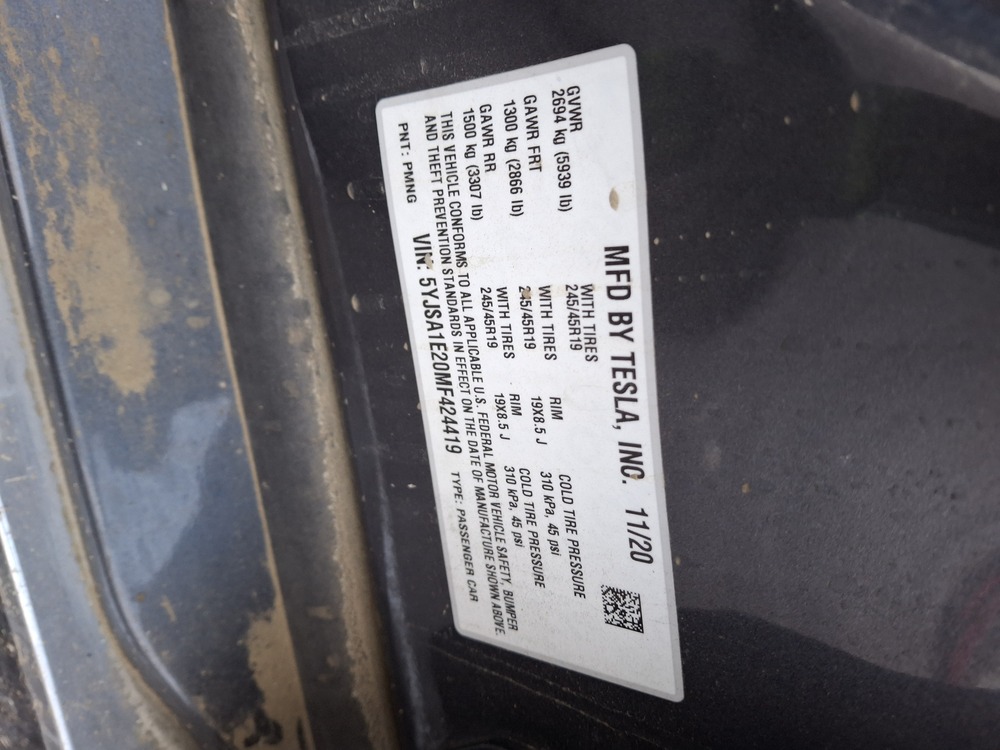 MFD BY TESLA, INC. 11/20
GVWR
2694 kg (5939 lb)
WITH TIRES
245/45R19
GAWR FRT
1300 kg (2866 lb)
WITH TIRES
245/45R19
RIM
19X8.5 J
COLD TIRE PRESSURE
310 kPa, 45 psi
GAWR RR
1500 kg (3307 lb)
WITH TIRES
245/45R19
RIM
19X8.5 J
COLD TIRE PRESSURE
310 kPa, 45 psi
THIS VEHICLE CONFORMS TO ALL APPLICABLE U.S. FEDERAL MOTOR VEHICLE SAFETY, BUMPER
AND THEFT PREVENTION STANDARDS IN EFFECT ON THE DATE OF MANUFACTURE SHOWN ABOVE.
PNT: PMNG VIN: 5YJSA1E20MF424419 TYPE: PASSENGER CAR